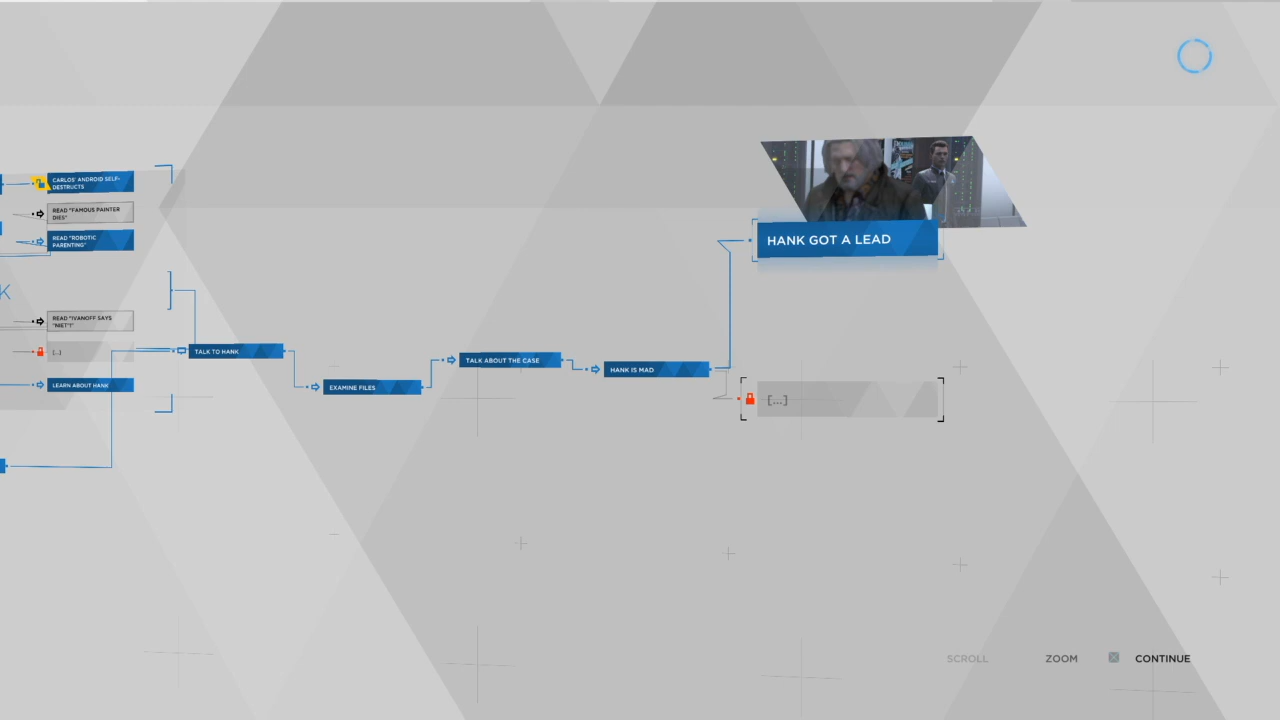 CARLOS' ANDROID SELF-
DESTRUCTS
READ "FAMOUS PAINTER
DIES"
READ "ROBOTIC
PARENTING"
HANK GOT A LEAD
K
READ "IVANOFF SAYS
"NIET"!"
[...]
TALK TO HANK
LEARN ABOUT HANK
EXAMINE FILES
TALK ABOUT THE CASE
HANK IS MAD
[...]
SCROLL
ZOOM
CONTINUE